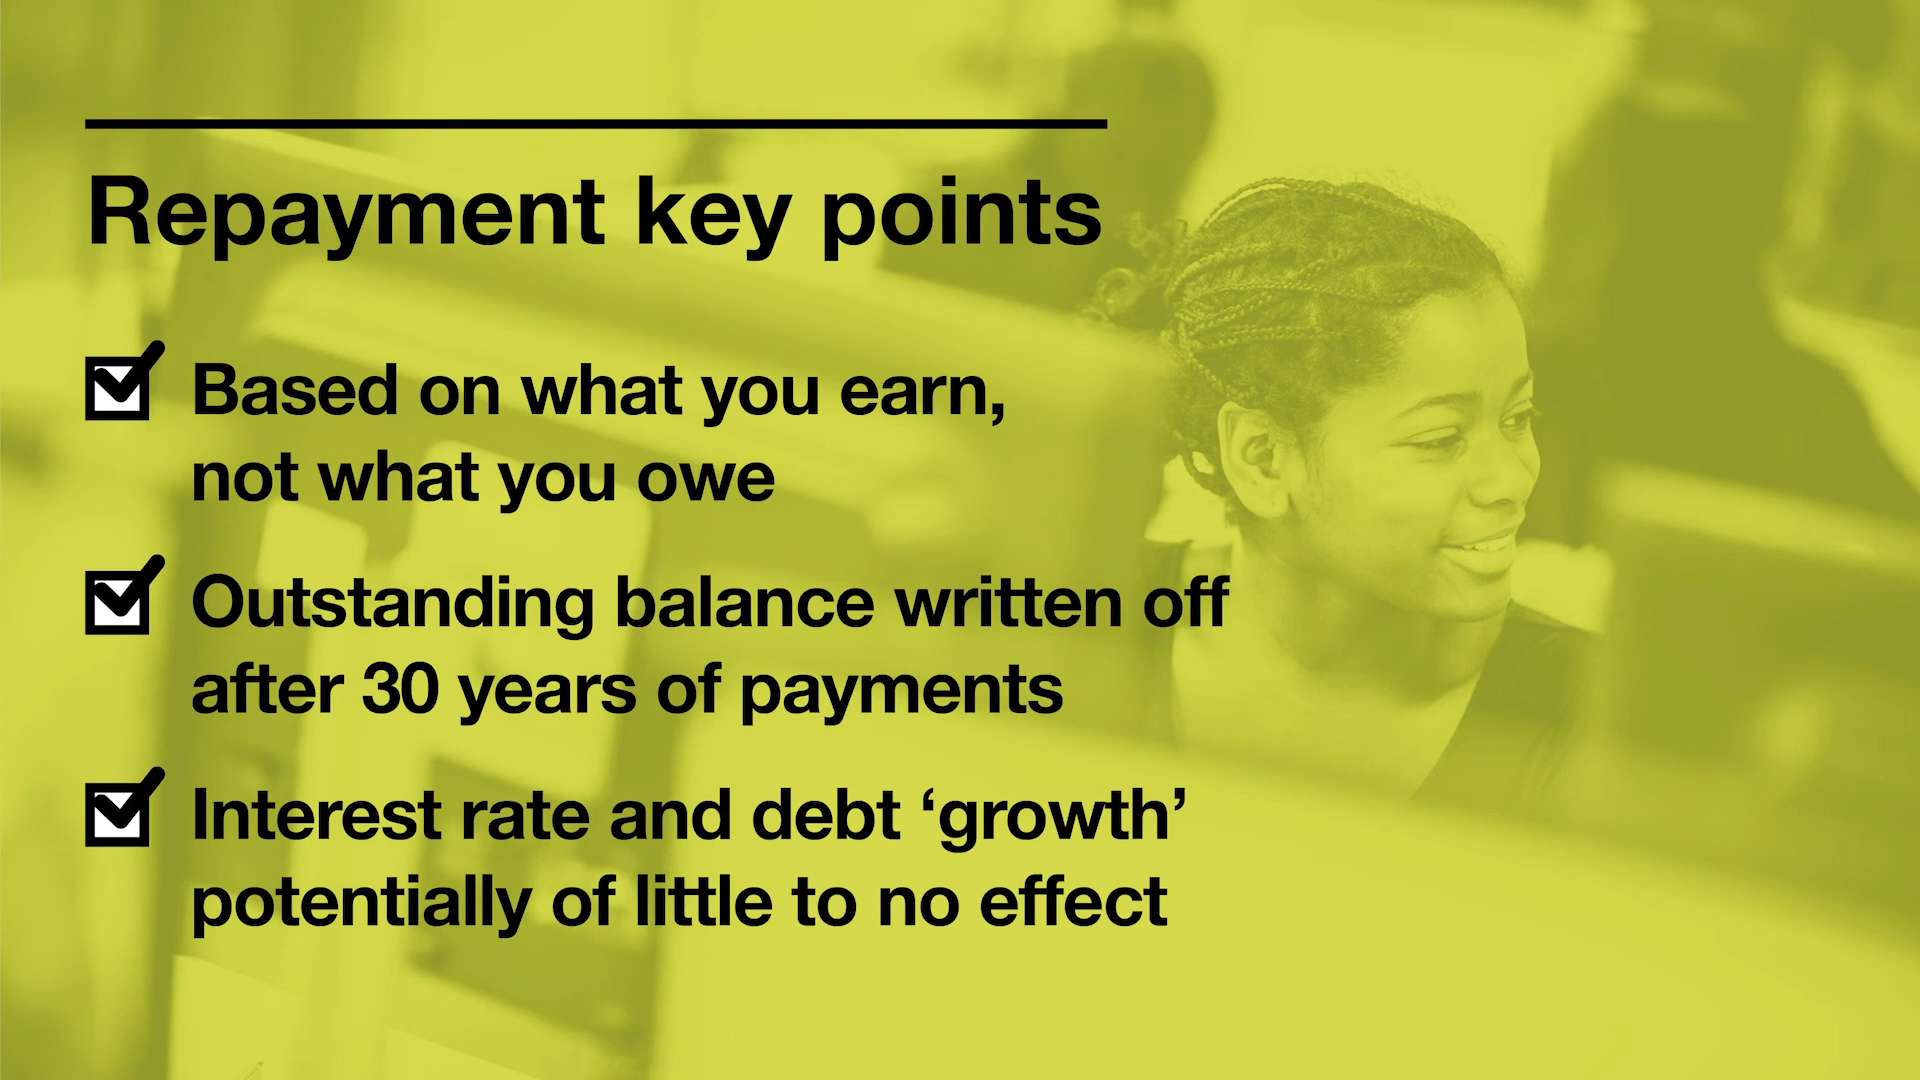 Repayment key points
Based on what you earn,
not what you owe
Outstanding balance written off
after 30 years of payments
Interest rate and debt ‘growth’
potentially of little to no effect